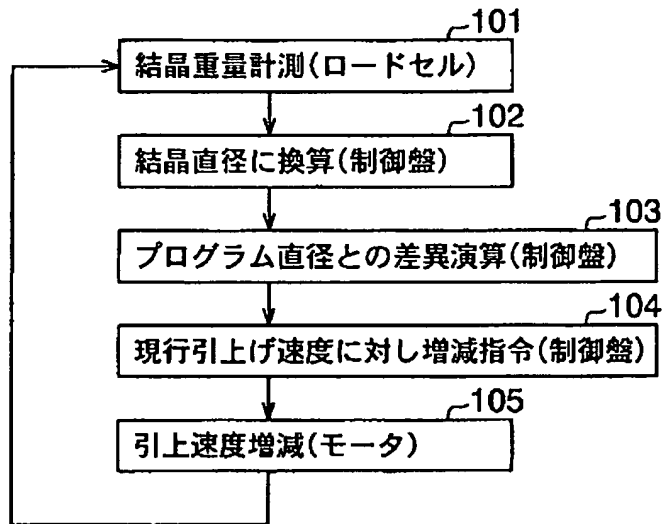 101
結晶重量計測(ロードセル)
102
結晶直径に換算(制御盤)
103
プログラム直径との差異演算(制御盤)
104
現行引上げ速度に対し増減指令(制御盤)
105
引上速度増減(モータ)